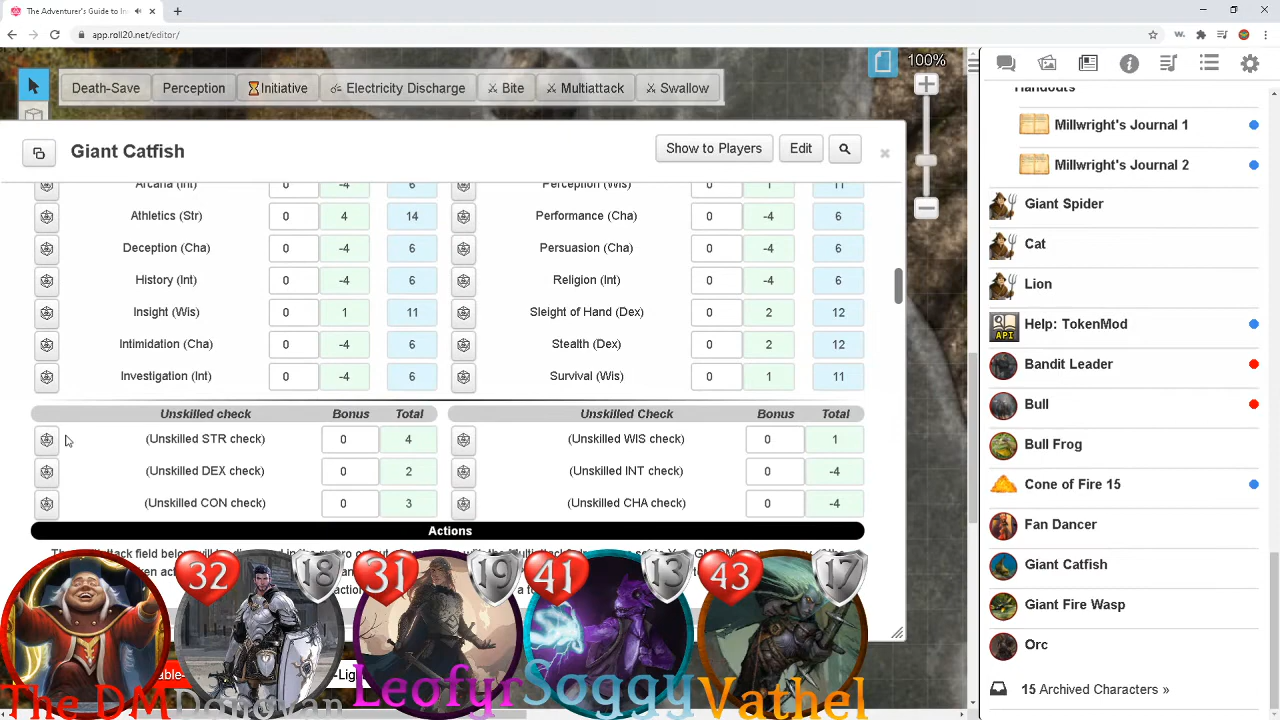 The Adventurer's Guide to In
app.roll20.net/editor/
100%
Death-Save Perception Initiative Electricity Discharge Bite Multiattack Swallow
Giant Catfish
Show to Players Edit
Arcana (Int) 0 -4 6 Perception (Wis) 0 1 11
Athletics (Str) 0 4 14 Performance (Cha) 0 -4 6
Deception (Cha) 0 -4 6 Persuasion (Cha) 0 -4 6
History (Int) 0 -4 6 Religion (Int) 0 -4 6
Insight (Wis) 0 1 11 Sleight of Hand (Dex) 0 2 12
Intimidation (Cha) 0 -4 6 Stealth (Dex) 0 2 12
Investigation (Int) 0 -4 6 Survival (Wis) 0 1 11
Unskilled check Bonus Total Unskilled Check Bonus Total
(Unskilled STR check) 0 4 (Unskilled WIS check) 0 1
(Unskilled DEX check) 0 2 (Unskilled INT check) 0 -4
(Unskilled CON check) 0 3 (Unskilled CHA check) 0 -4
Actions
32 18 31 19 41 13 43 17
The DM Leofyr Soggy Vathel
Handouts
Millwright's Journal 1
Millwright's Journal 2
Giant Spider
Cat
Lion
API Help: TokenMod
Bandit Leader
Bull
Bull Frog
Cone of Fire 15
Fan Dancer
Giant Catfish
Giant Fire Wasp
Orc
15 Archived Characters »